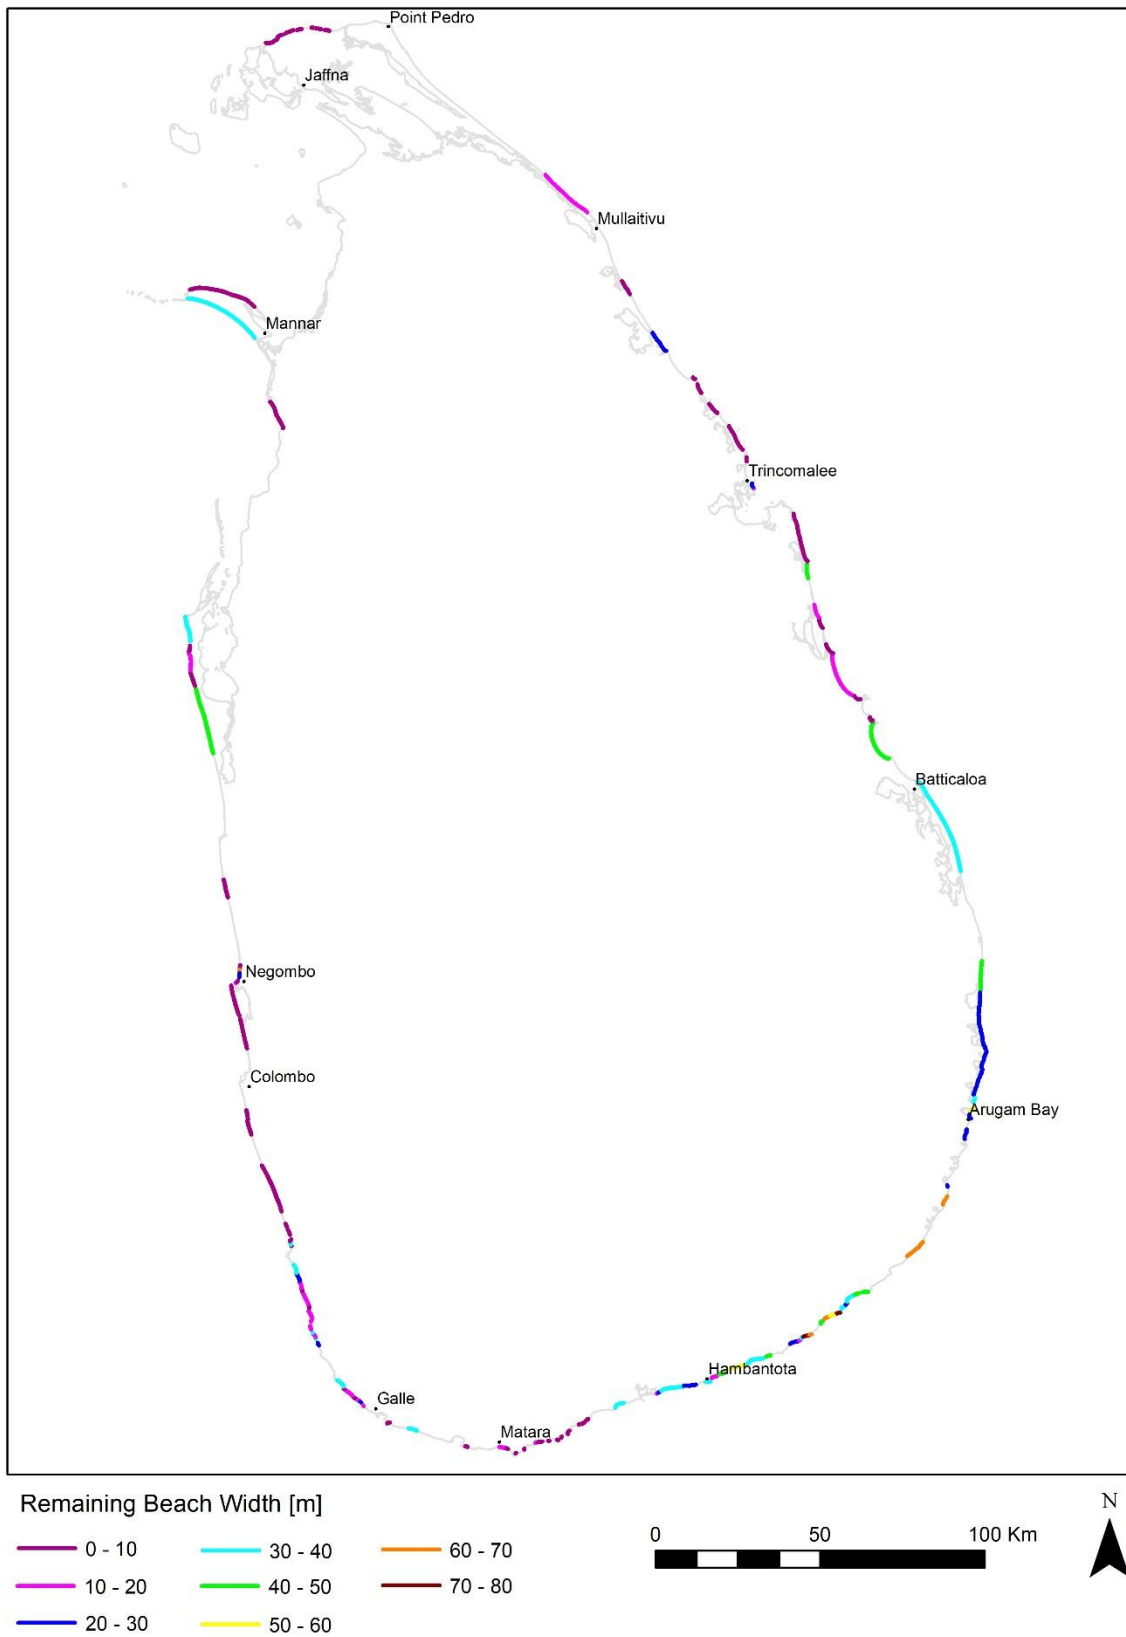 Point Pedro
Jaffna
Mullaitivu
Mannar
Trincomalee
Batticaloa
Negombo
Colombo
Arugam Bay
Hambantota
Galle
Matara
Remaining Beach Width [m]
N
0 50 100 Km
0 - 10 30 - 40 60 - 70
10 - 20 40 - 50 70 - 80
20 - 30 50 - 60